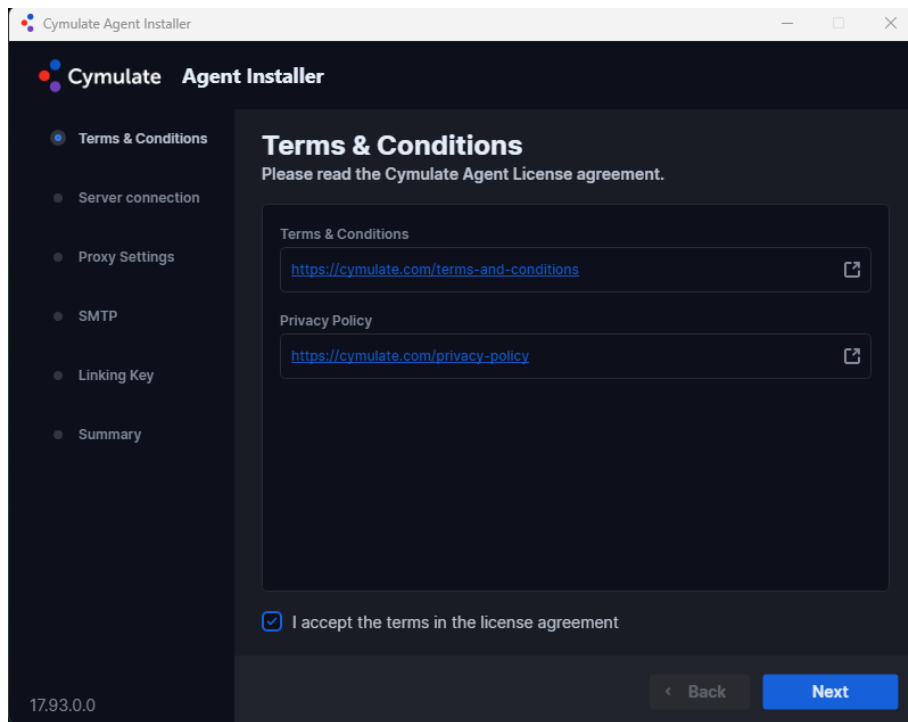 Cymulate Agent Installer
Cymulate Agent Installer
Terms & Conditions
Server connection
Proxy Settings
SMTP
Linking Key
Summary
17.93.0.0
Terms & Conditions
Please read the Cymulate Agent License agreement.
Terms & Conditions
https://cymulate.com/terms-and-conditions
Privacy Policy
https://cymulate.com/privacy-policy
I accept the terms in the license agreement
Back
Next